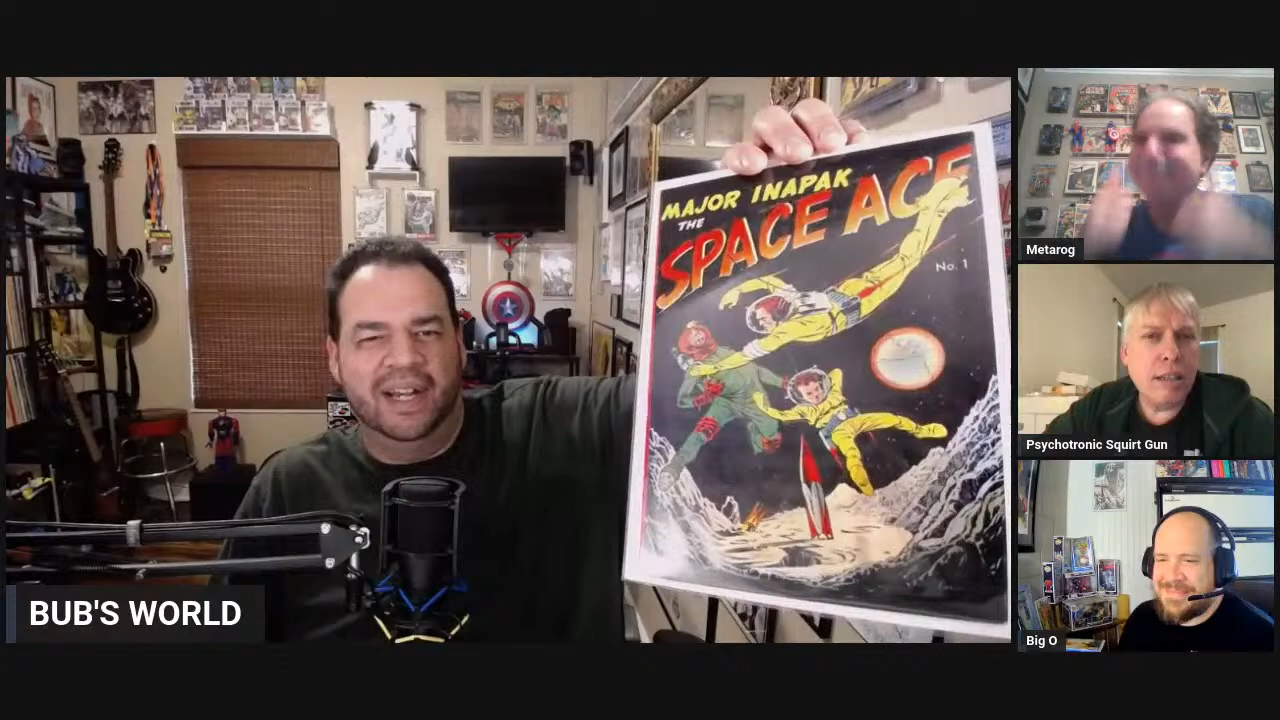 MAJOR INAPAK
THE
SPACE ACE
No. 1
BUB'S WORLD
Metarog
Psychotronic Squirt Gun
Big O